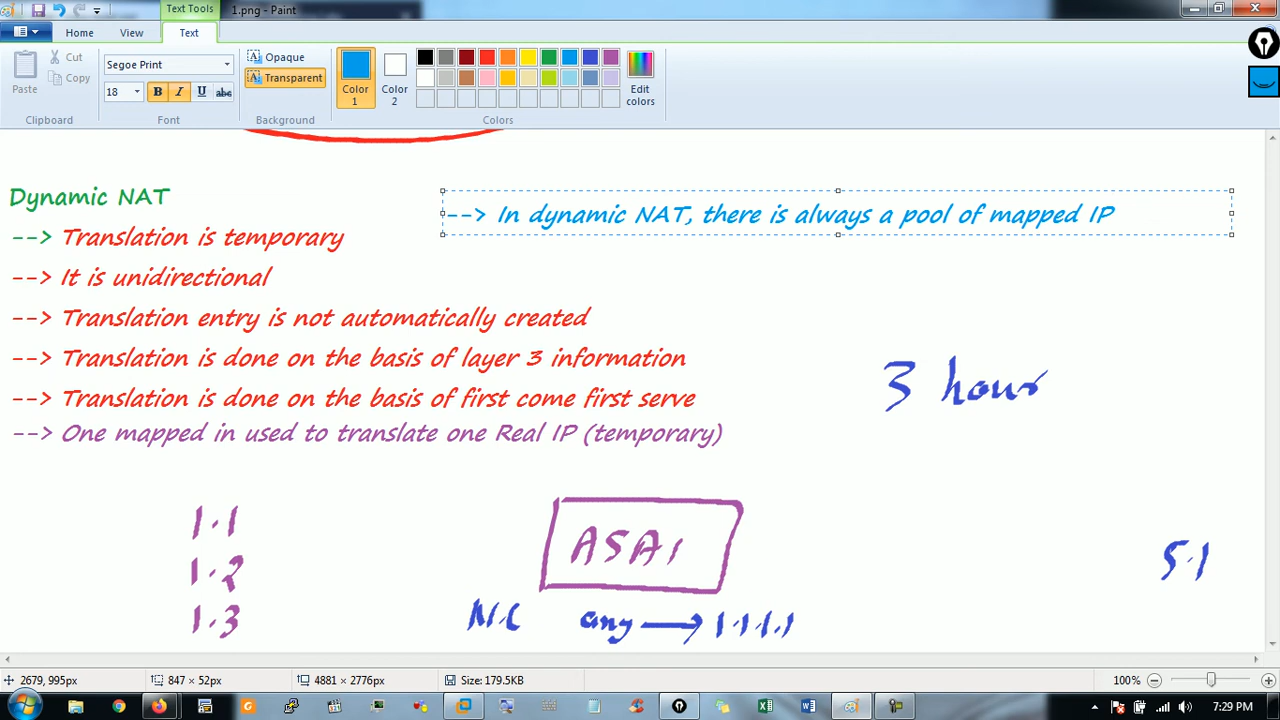 Text Tools
1.png - Paint
Home
View
Text
Paste
Cut
Copy
Clipboard
Segoe Print
18
B I U abc
Font
Opaque
Transparent
Background
Color 1
Color 2
Edit colors
Colors
Dynamic NAT
--> Translation is temporary
--> It is unidirectional
--> Translation entry is not automatically created
--> Translation is done on the basis of layer 3 information
--> Translation is done on the basis of first come first serve
--> One mapped in used to translate one Real IP (temporary)
--> In dynamic NAT, there is always a pool of mapped IP
3 hour
1.1
1.2
1.3
ASA1
N.C any → 1.1.1.1
5.1
2679, 995px
847 × 52px
4881 × 2776px
Size: 179.5KB
100%
7:29 PM